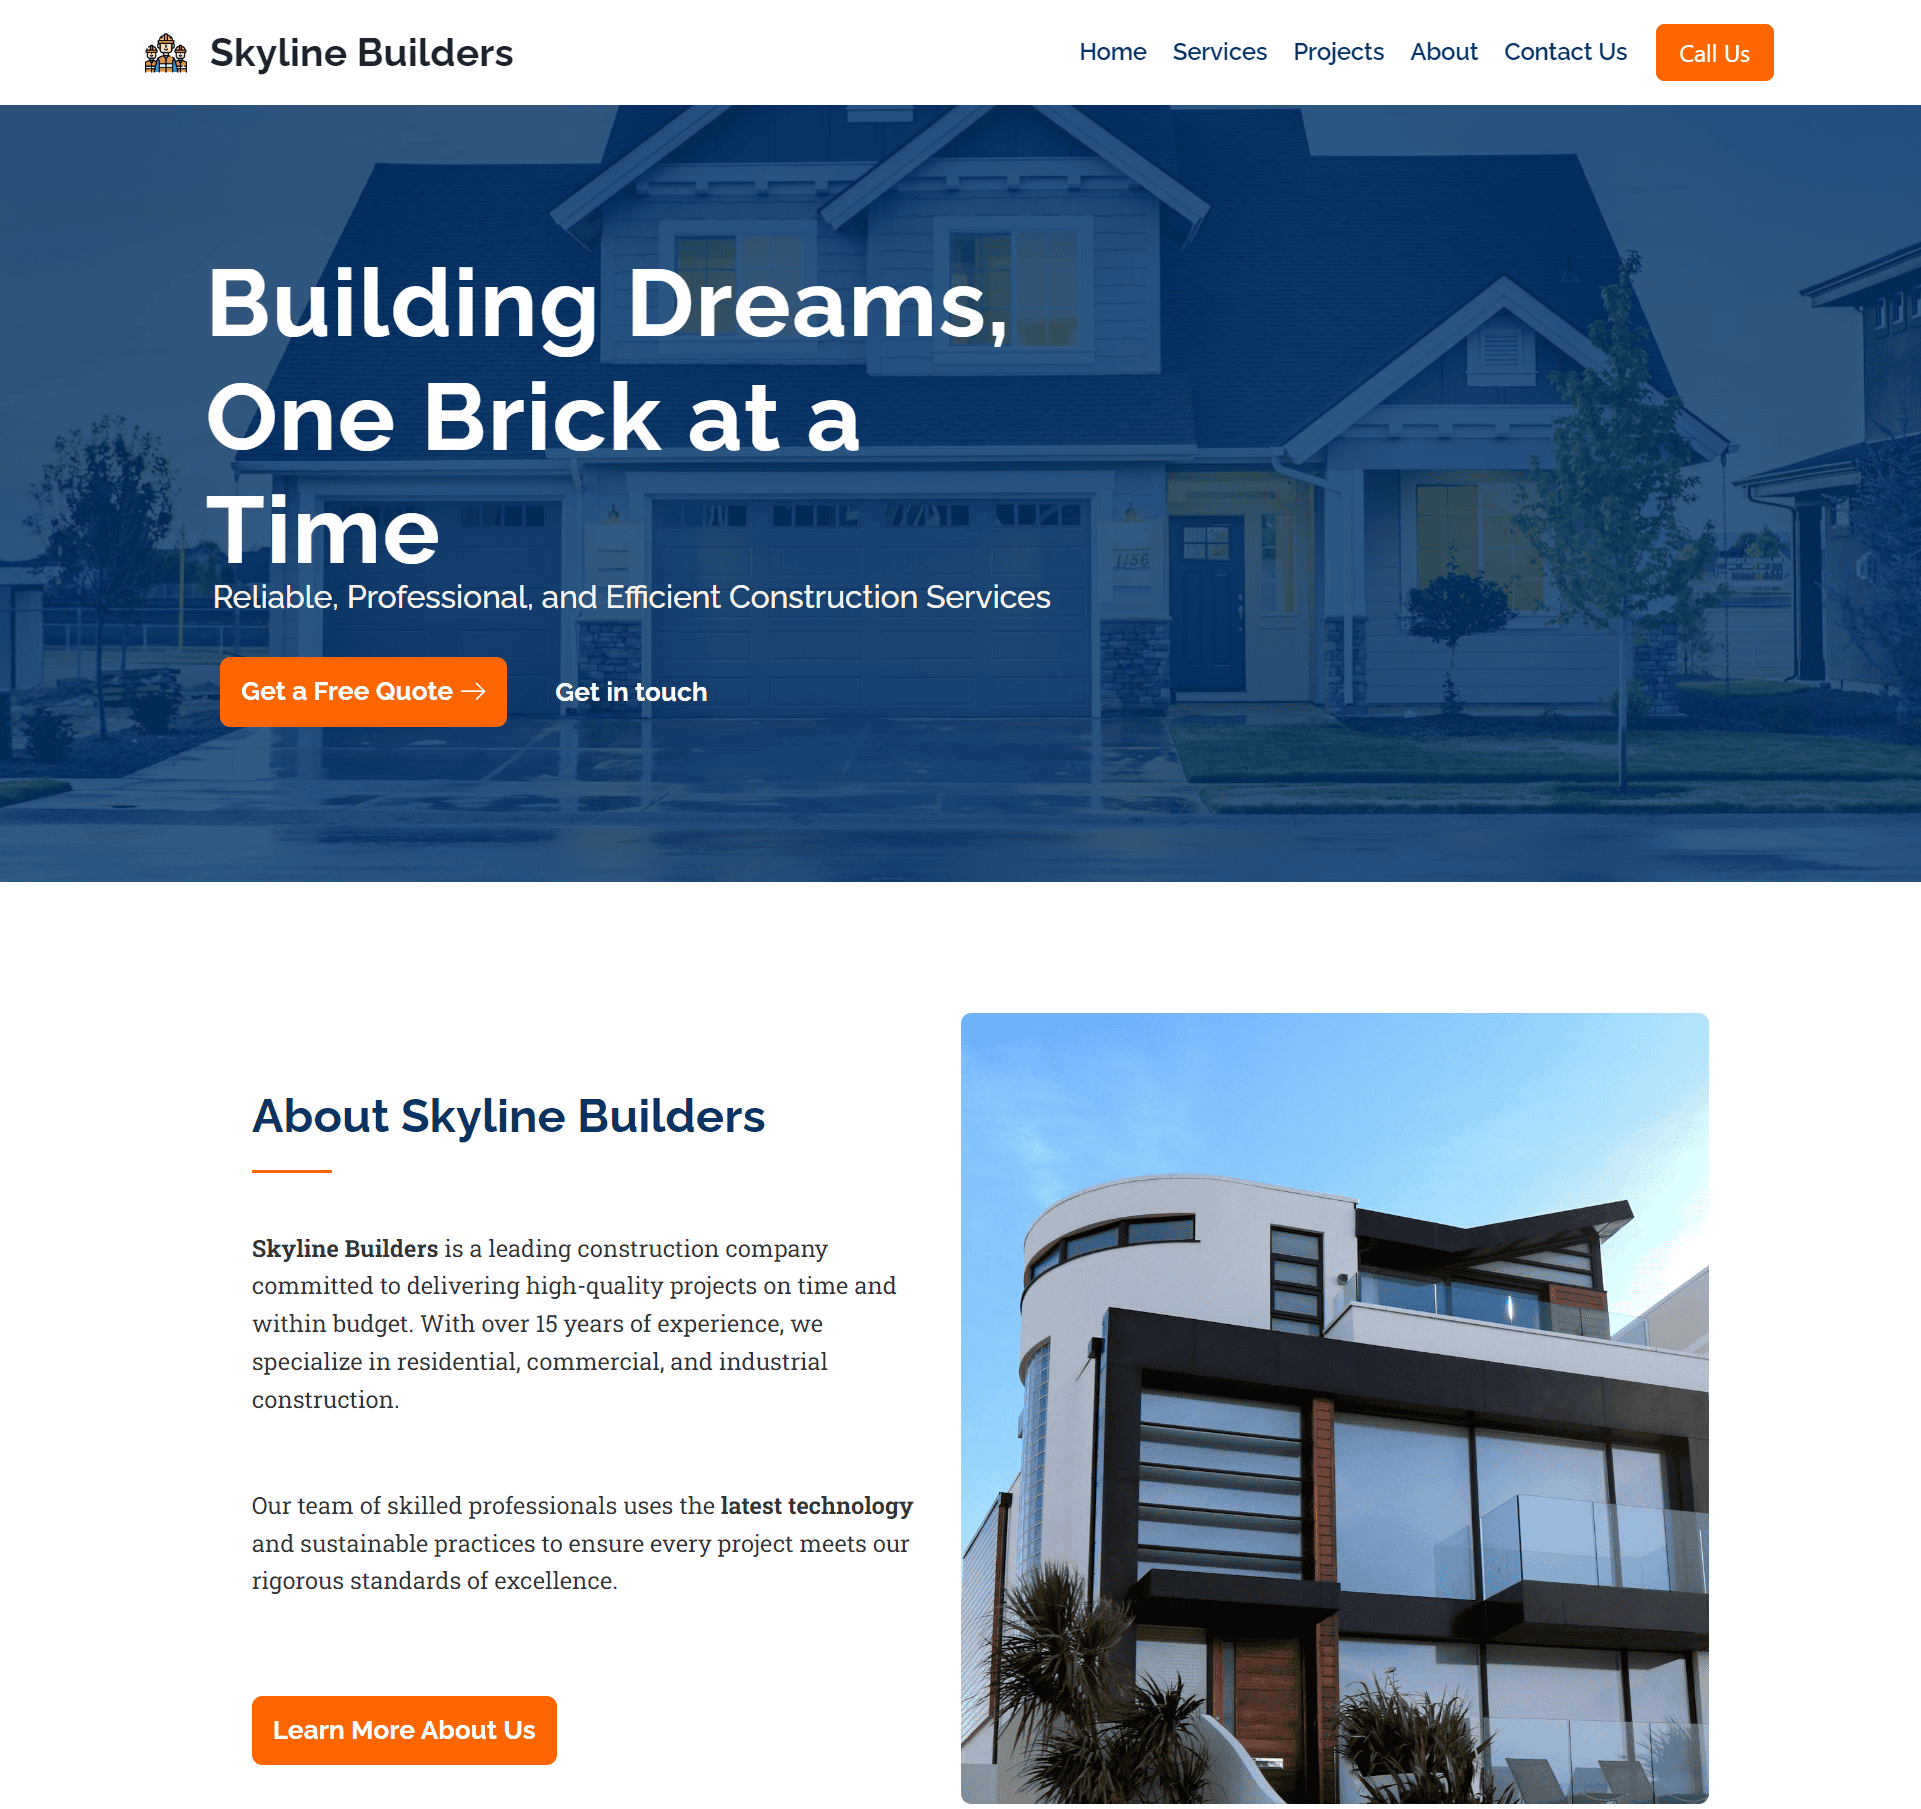 Skyline Builders
Home Services Projects About Contact Us Call Us
Building Dreams,
One Brick at a
Time
Reliable, Professional, and Efficient Construction Services
1156
Get a Free Quote → Get in touch
About Skyline Builders
Skyline Builders is a leading construction company
committed to delivering high-quality projects on time and
within budget. With over 15 years of experience, we
specialize in residential, commercial, and industrial
construction.
Our team of skilled professionals uses the latest technology
and sustainable practices to ensure every project meets our
rigorous standards of excellence.
Learn More About Us